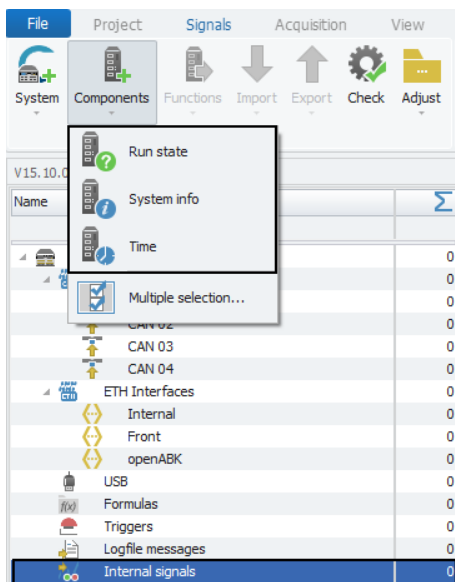 File Project Signals Acquisition View
System Components Functions Import Export Check Adjust
Run state
V15.10.0
System info
Name Σ
Time
0
0
Multiple selection...
0
CAN 02 0
CAN 03 0
CAN 04 0
ETH Interfaces 0
Internal 0
Front 0
openABK 0
USB 0
f(x) Formulas 0
Triggers 0
Logfile messages 0
Internal signals 0